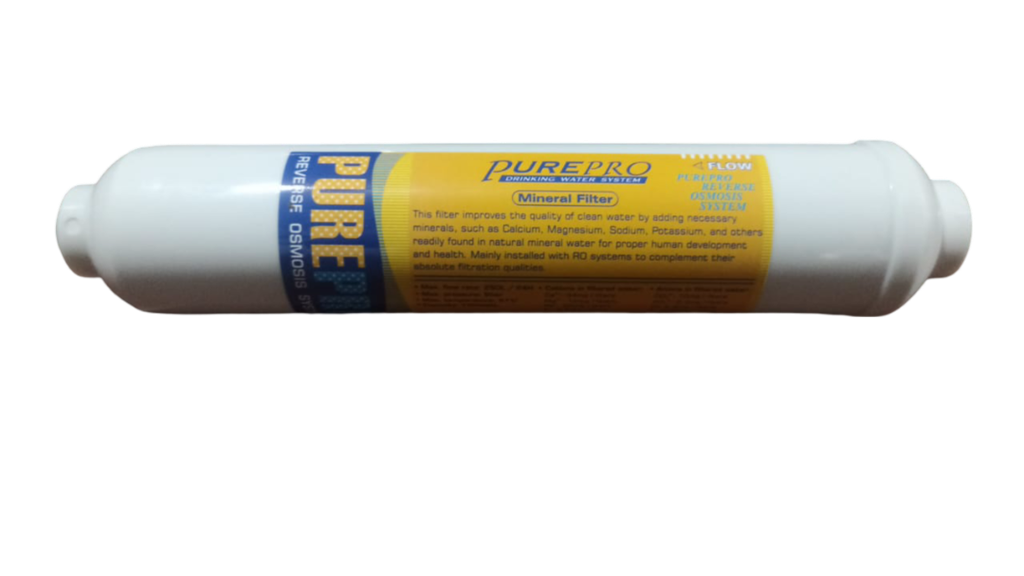 PUREPRO
DRINKING WATER SYSTEM
Mineral Filter
This filter improves the quality of clean water by adding necessary
minerals, such as Calcium, Magnesium, Sodium, Potassium, and others
readily found in natural mineral water for proper human development
and health. Mainly installed with RO systems to complement their
absolute filtration qualities.
FLOW
PUREPRO
REVERSE
OSMOSIS
SYSTEM
PURE
REVERSE OSMOSIS